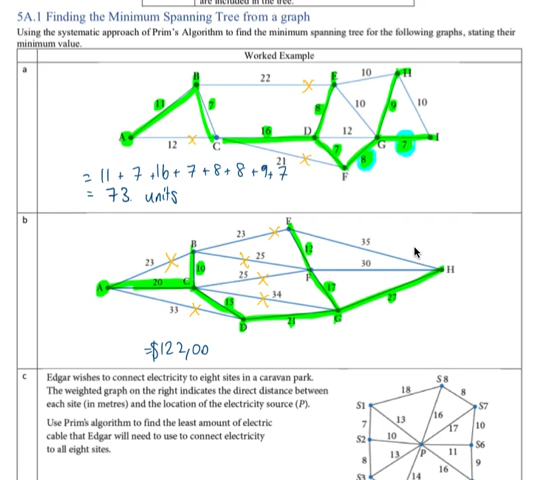 are included in the tree.
5A.1 Finding the Minimum Spanning Tree from a graph
Using the systematic approach of Prim's Algorithm to find the minimum spanning tree for the following graphs, stating their
minimum value.
Worked Example
a
B 22 E 10 H
11 7 8 10 9 10
A 12 C 16 D 12 G 7 I
21 7 8
F
= 11 + 7 + 16 + 7 + 8 + 8 + 9 + 7
= 73 units
b
E
23 35
B 12
23 25 30
10 25 F H
A 20 C 34 17
33 15 27
D 21 G
=$122,00
c
Edgar wishes to connect electricity to eight sites in a caravan park.
The weighted graph on the right indicates the direct distance between
each site (in metres) and the location of the electricity source (P).
Use Prim's algorithm to find the least amount of electric
cable that Edgar will need to use to connect electricity
to all eight sites.
S8
18 8
S1 S7
13 16
7 17 10
S2 10 S6
P 11
8 13 9
16
S3 14